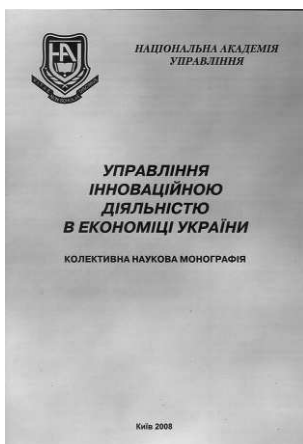 НАЦІОНАЛЬНА АКАДЕМІЯ
УПРАВЛІННЯ
УПРАВЛІННЯ
ІННОВАЦІЙНОЮ
ДІЯЛЬНІСТЮ
В ЕКОНОМІЦІ УКРАЇНИ
КОЛЕКТИВНА НАУКОВА МОНОГРАФІЯ
Київ 2008